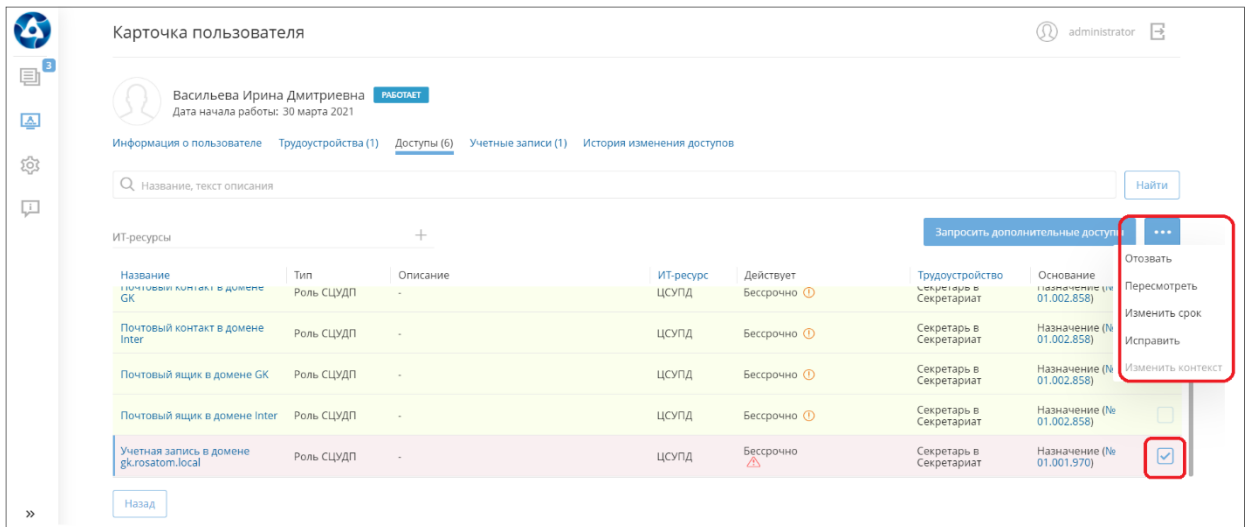 Карточка пользователя
administrator
3
Васильева Ирина Дмитриевна РАБОТАЕТ
Дата начала работы: 30 марта 2021
Информация о пользователе Трудоустройства (1) Доступы (6) Учетные записи (1) История изменения доступов
Название, текст описания
Найти
ИТ-ресурсы
Запросить дополнительные доступы
Отозвать
Пересмотреть
Изменить срок
Исправить
Изменить контекст
Название Тип Описание ИТ-ресурс Действует Трудоустройство Основание
Почтовый контакт в домене
GK
Роль СЦУДП - ЦСУПД Бессрочно
Секретарь в
Секретариат
Назначение (№
01.002.858)
Почтовый контакт в домене
Inter
Роль СЦУДП - ЦСУПД Бессрочно
Секретарь в
Секретариат
Назначение (№
01.002.858)
Почтовый ящик в домене GK
Роль СЦУДП - ЦСУПД Бессрочно
Секретарь в
Секретариат
Назначение (№
01.002.858)
Почтовый ящик в домене Inter
Роль СЦУДП - ЦСУПД Бессрочно
Секретарь в
Секретариат
Назначение (№
01.002.858)
Учетная запись в домене
gk.rosatom.local
Роль СЦУДП - ЦСУПД Бессрочно
Секретарь в
Секретариат
Назначение (№
01.001.970)
Назад
»